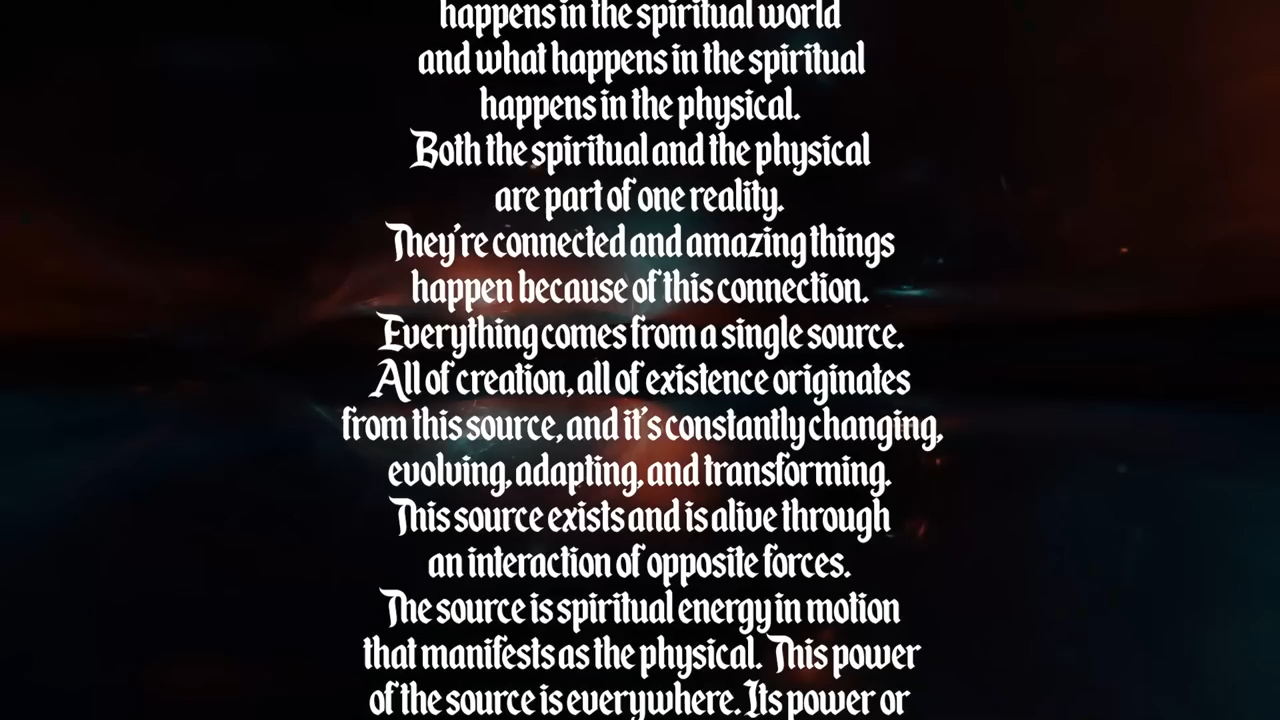 happens in the spiritual world
and what happens in the spiritual
happens in the physical.
Both the spiritual and the physical
are part of one reality.
They're connected and amazing things
happen because of this connection.
Everything comes from a single source.
All of creation, all of existence originates
from this source, and it's constantly changing,
evolving, adapting, and transforming.
This source exists and is alive through
an interaction of opposite forces.
The source is spiritual energy in motion
that manifests as the physical. This power
of the source is everywhere. Its power or